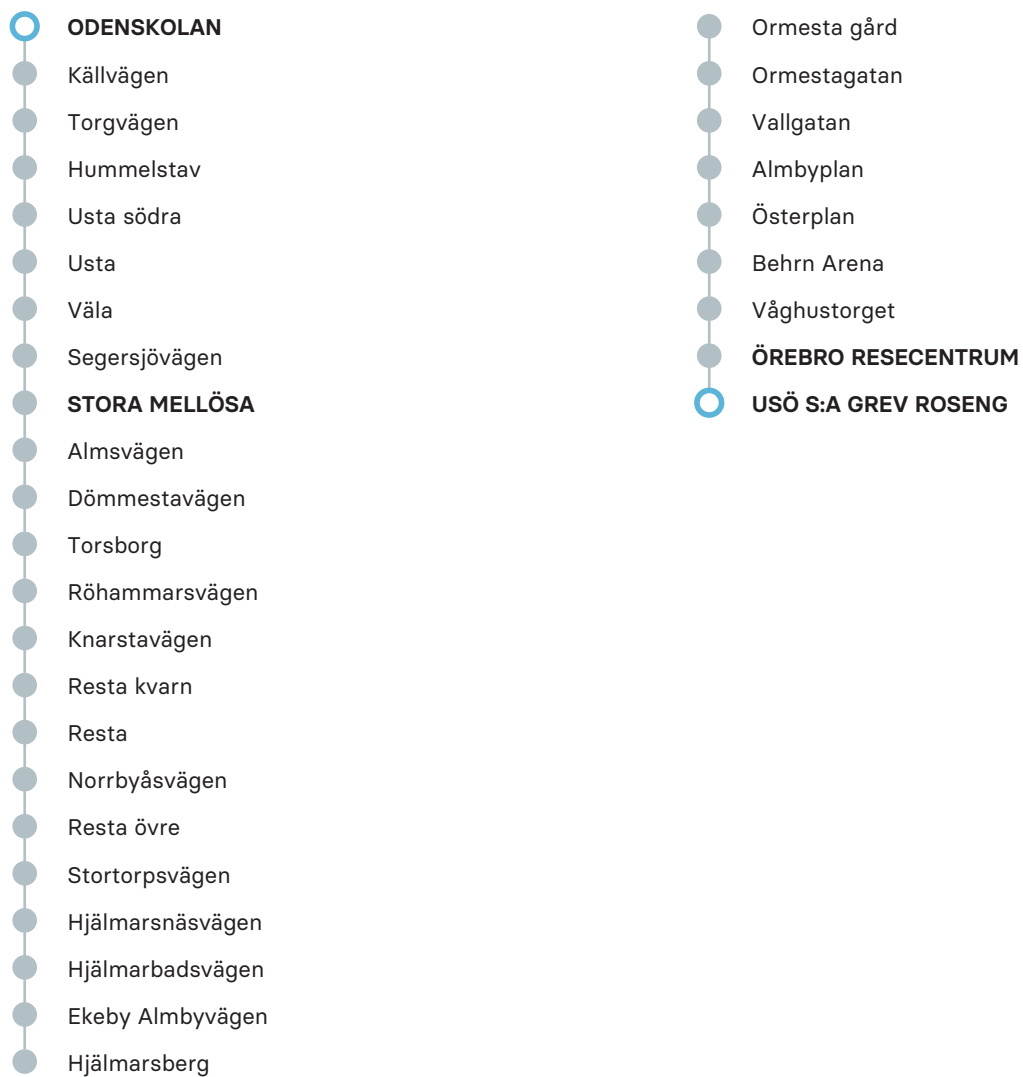 ODENSKOLAN
Källvägen
Torgvägen
Hummelstav
Usta södra
Usta
Väla
Segersjövägen
STORA MELLÖSA
Almsvägen
Dömmestavägen
Torsborg
Röhammarsvägen
Knarstavägen
Resta kvarn
Resta
Norrbyåsvägen
Resta övre
Stortorpsvägen
Hjälmarsnäsvägen
Hjälmarbadsvägen
Ekeby Almbyvägen
Hjälmarsberg
Ormesta gård
Ormestagatan
Vallgatan
Almbyplan
Österplan
Behrn Arena
Våghustorget
ÖREBRO RESECENTRUM
USÖ S:A GREV ROSENG